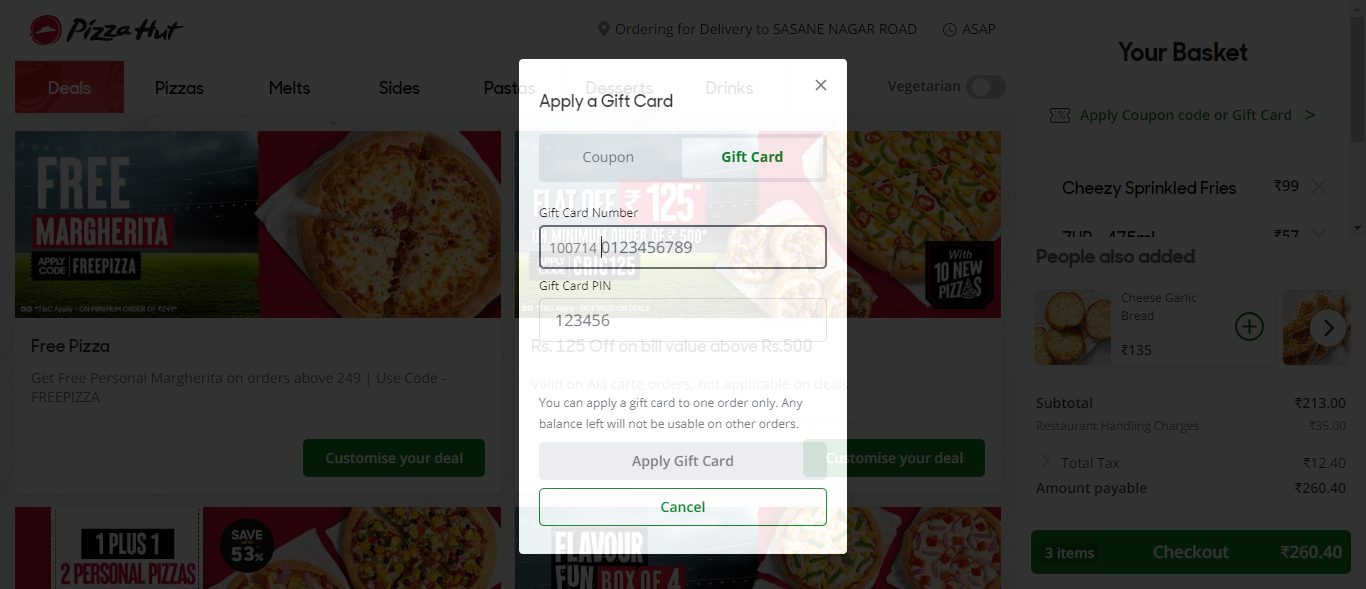 Pizza Hut
Ordering for Delivery to SASANE NAGAR ROAD
ASAP
Deals
Pizzas
Melts
Sides
Pastas
Desserts
Drinks
Vegetarian
FREE
MARGHERITA
APPLY CODE FREEPIZZA
*T&C Apply - ON MINIMUM ORDER OF ₹249*
Free Pizza
Get Free Personal Margherita on orders above 249 | Use Code -
FREEPIZZA
Customise your deal
FLAT OFF ₹125*
ON MINIMUM ORDER OF ₹500*
APPLY CODE CRIC125
*T&C Apply - NOT VALID ON DEALS
With
10 NEW
PIZZAS
Rs. 125 Off on bill value above Rs.500
Valid on Ala carte orders, not applicable on deals
Customise your deal
1 PLUS 1
2 PERSONAL PIZZAS
SAVE
53%
FLAVOUR
FUN BOX OF 4
Apply a Gift Card
Coupon
Gift Card
Gift Card Number
100714 0123456789
Gift Card PIN
123456
You can apply a gift card to one order only. Any
balance left will not be usable on other orders.
Apply Gift Card
Cancel
Your Basket
Apply Coupon code or Gift Card >
Cheezy Sprinkled Fries ₹99
7UP - 475ml ₹57
People also added
Cheese Garlic
Bread
₹135
Subtotal ₹213.00
Restaurant Handling Charges ₹35.00
Total Tax ₹12.40
Amount payable ₹260.40
3 items Checkout ₹260.40